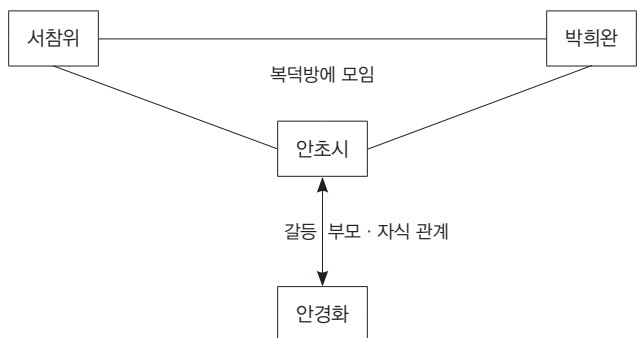 서참위
박희완
복덕방에 모임
안초시
갈등 부모 · 자식 관계
안경화